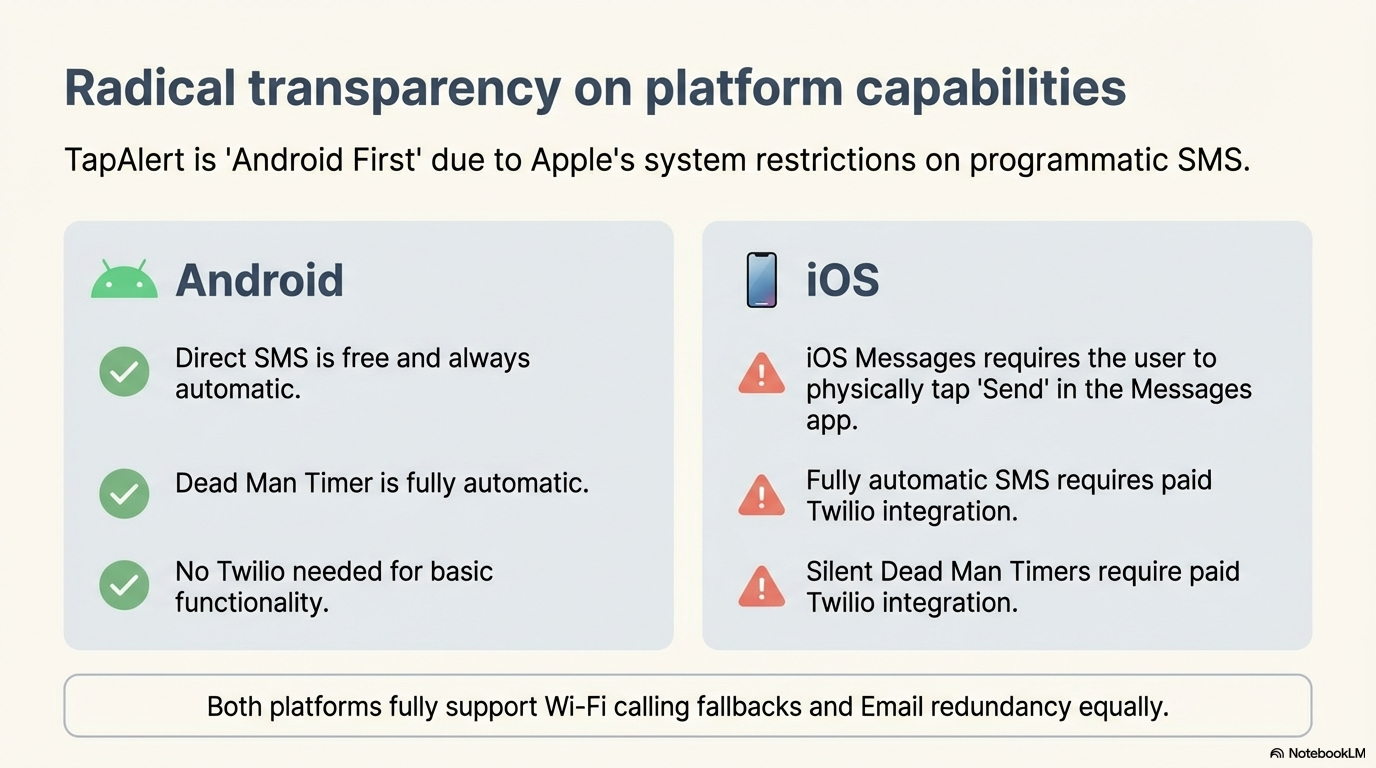 Radical transparency on platform capabilities
TapAlert is 'Android First' due to Apple's system restrictions on programmatic SMS.
Android
Direct SMS is free and always
automatic.
Dead Man Timer is fully automatic.
No Twilio needed for basic
functionality.
iOS
iOS Messages requires the user to
physically tap 'Send' in the Messages
app.
Fully automatic SMS requires paid
Twilio integration.
Silent Dead Man Timers require paid
Twilio integration.
Both platforms fully support Wi-Fi calling fallbacks and Email redundancy equally.
NotebookLM